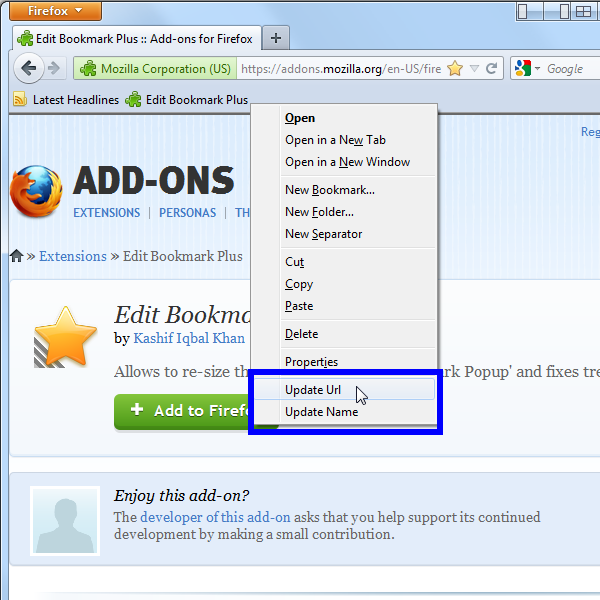 Firefox
Edit Bookmark Plus :: Add-ons for Firefox
Mozilla Corporation (US) https://addons.mozilla.org/en-US/fire Google
Latest Headlines Edit Bookmark Plus
Open
Open in a New Tab
Open in a New Window
New Bookmark...
New Folder...
New Separator
Cut
Copy
Paste
Delete
Properties
Update Url
Update Name
Reg
ADD-ONS
EXTENSIONS | PERSONAS | TH
» Extensions » Edit Bookmark Plus
Edit Bookma
by Kashif Iqbal Khan
Allows to re-size th rk Popup' and fixes tre
+ Add to Firef
Enjoy this add-on?
The developer of this add-on asks that you help support its continued
development by making a small contribution.